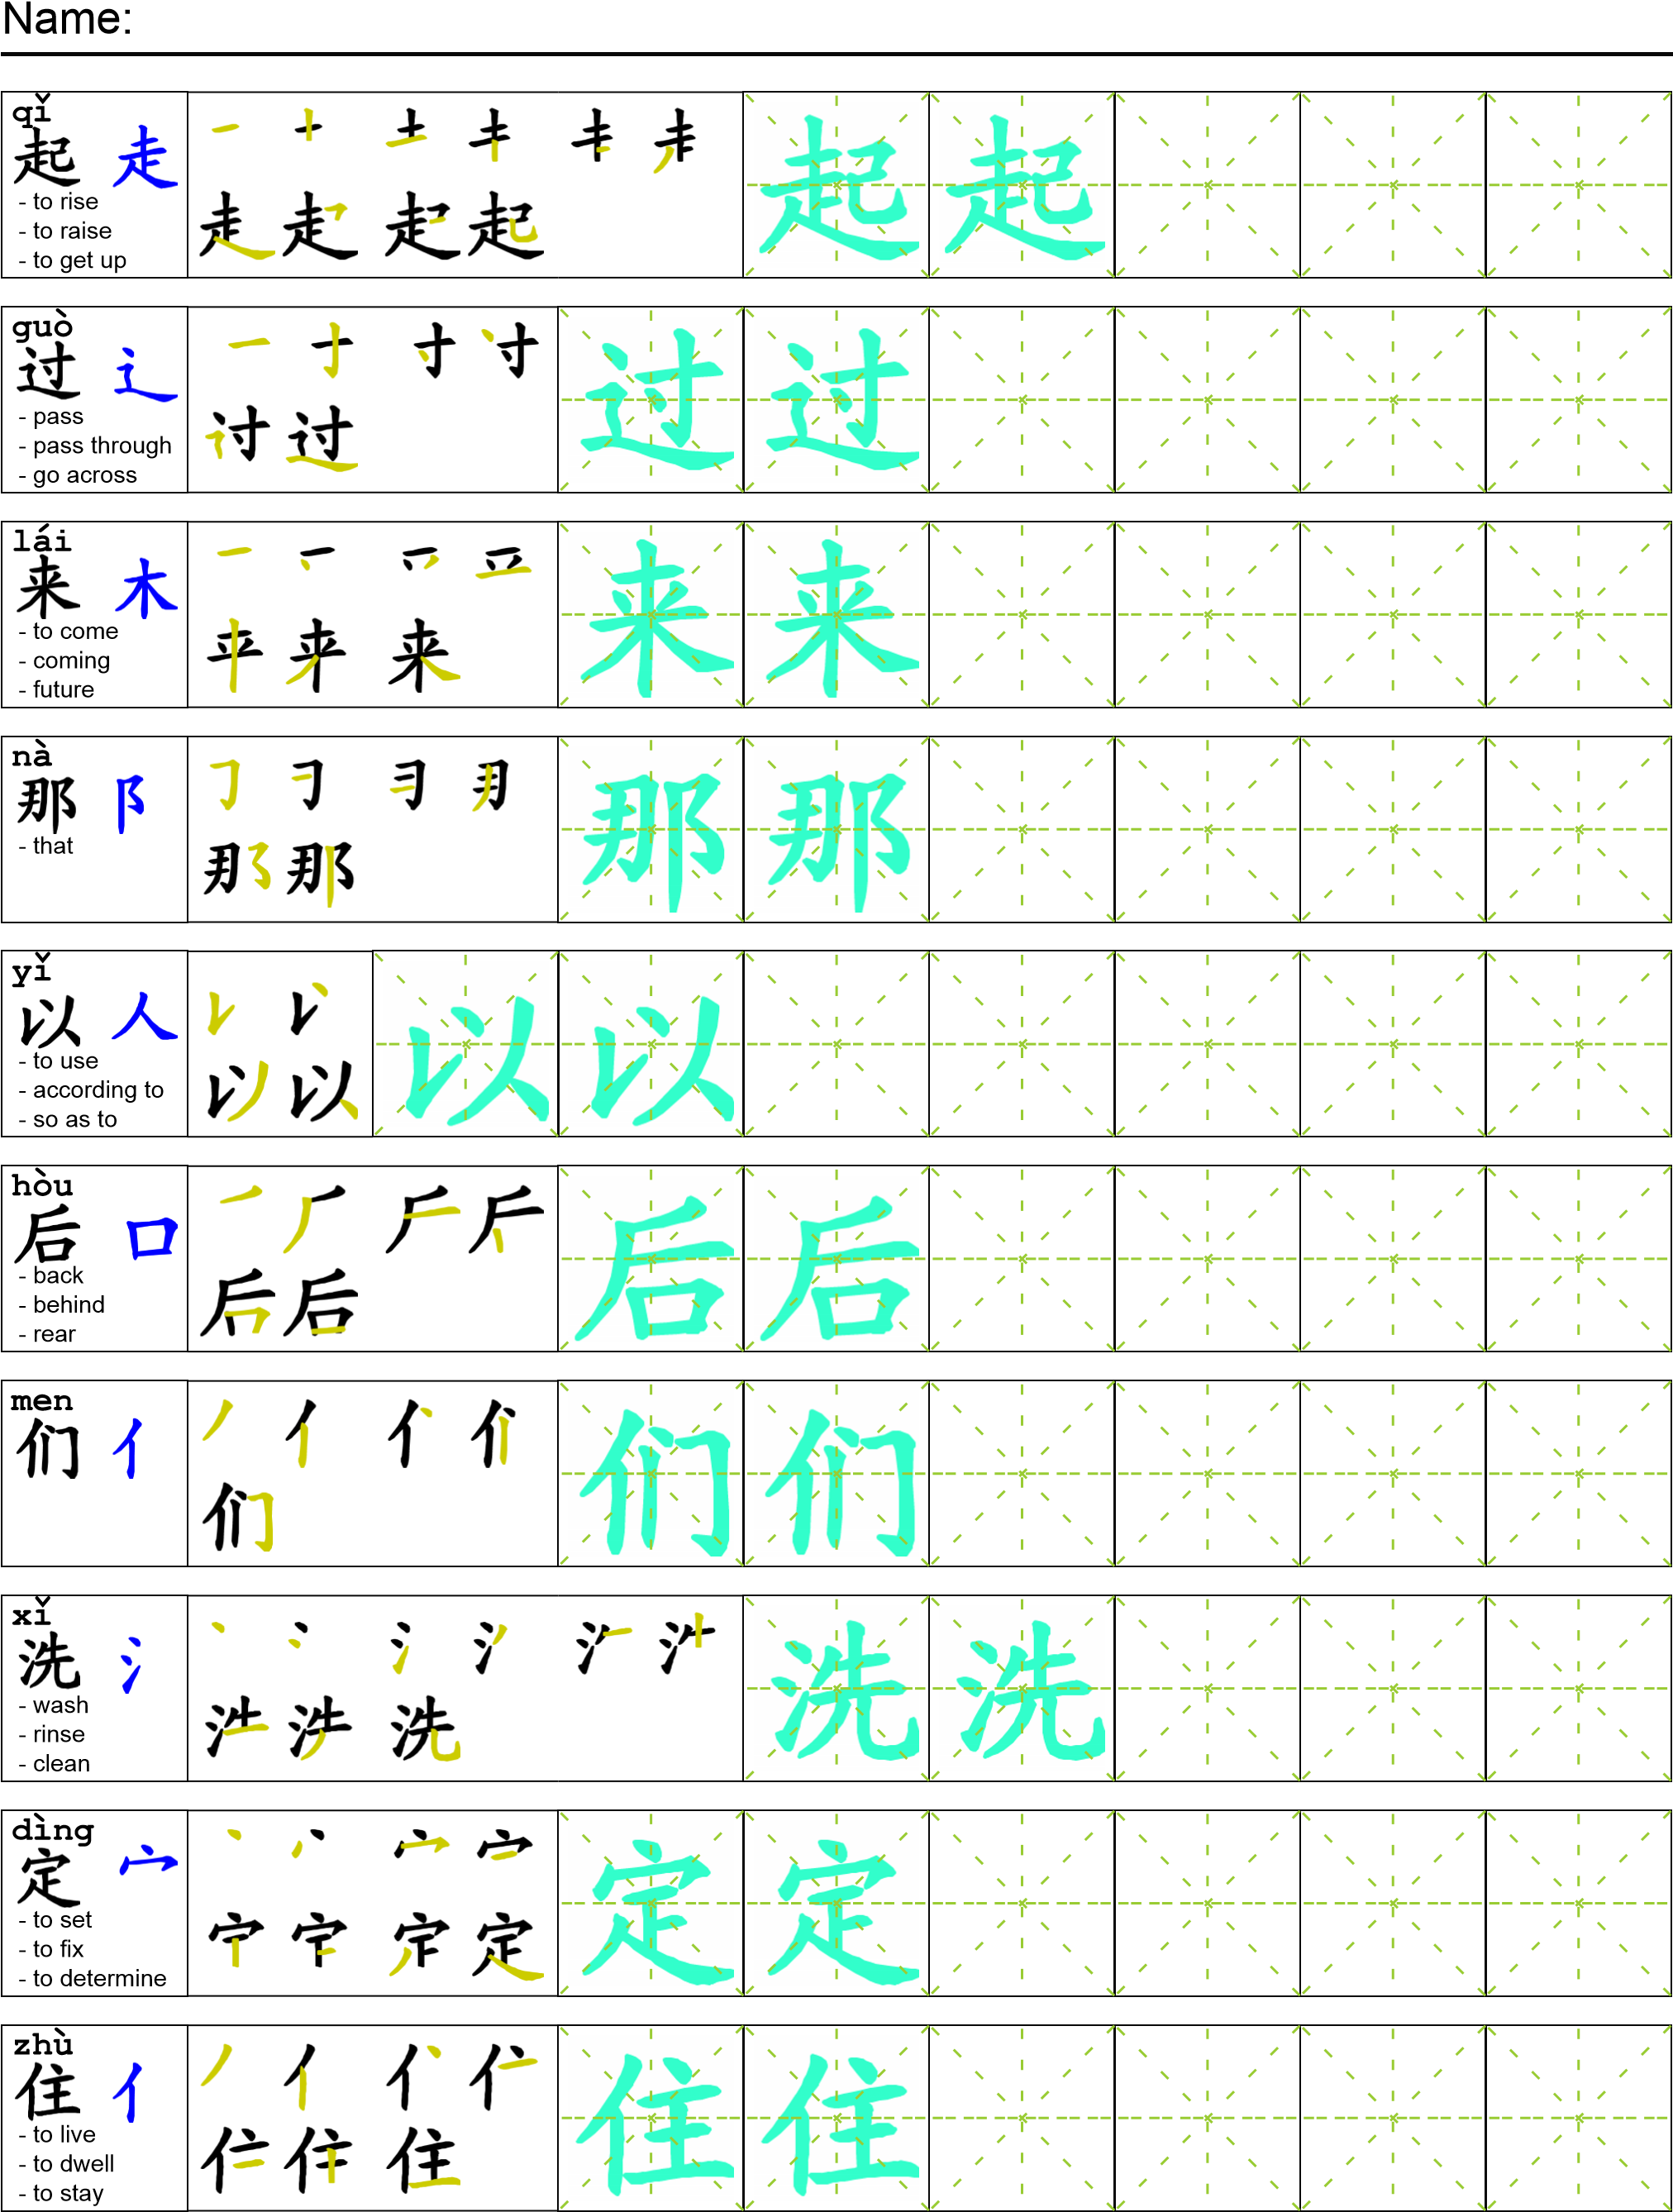 Name:
qǐ
起 走
- to rise
- to raise
- to get up
起 起
guò
过 辶
- pass
- pass through
- go across
过 过
lái
来 木
- to come
- coming
- future
来 来
nà
那 阝
- that
那 那
yǐ
以 人
- to use
- according to
- so as to
以 以
hòu
后 口
- back
- behind
- rear
后 后
men
们 亻
们 们
xǐ
洗 氵
- wash
- rinse
- clean
洗 洗
dìng
定 宀
- to set
- to fix
- to determine
定 定
zhù
住 亻
- to live
- to dwell
- to stay
住 住